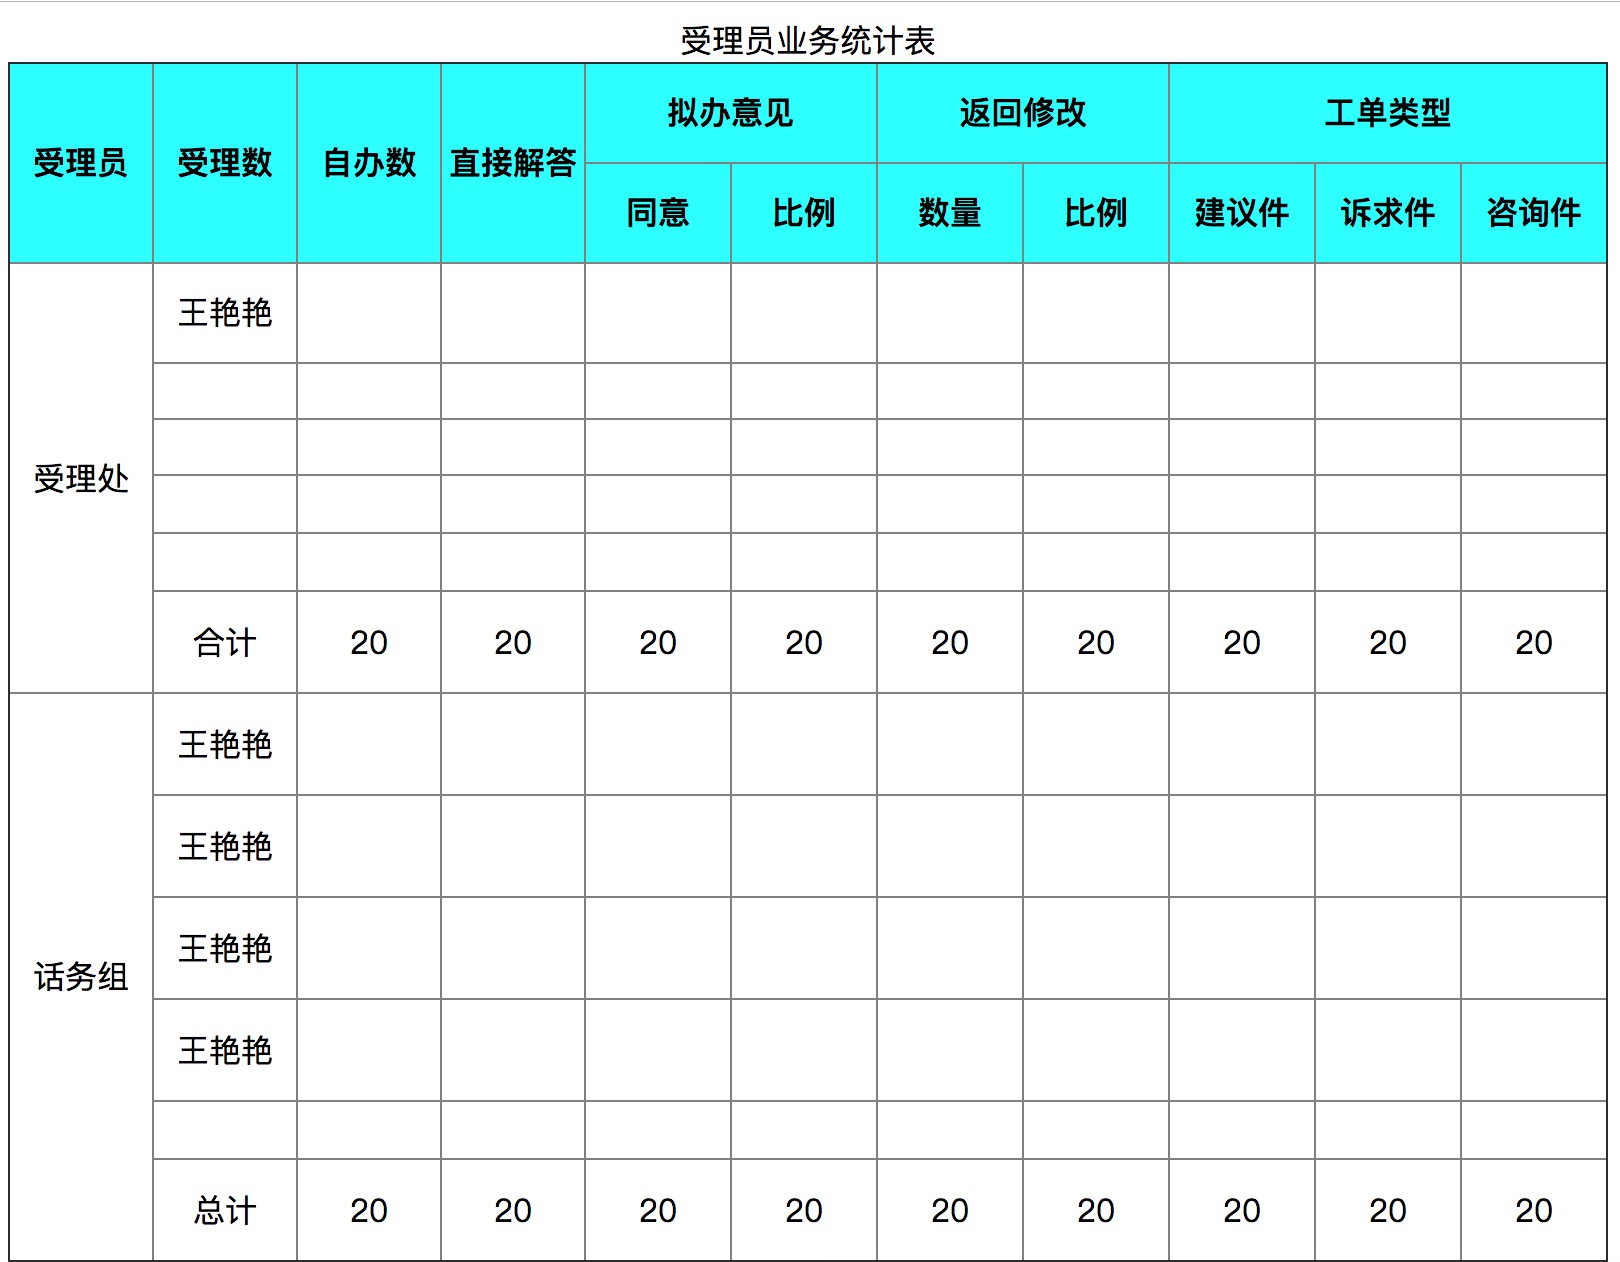 受理员业务统计表
受理员 受理数 自办数 直接解答 拟办意见 返回修改 工单类型
同意 比例 数量 比例 建议件 诉求件 咨询件
受理处
王艳艳
合计 20 20 20 20 20 20 20 20 20
话务组
王艳艳
王艳艳
王艳艳
王艳艳
总计 20 20 20 20 20 20 20 20 20